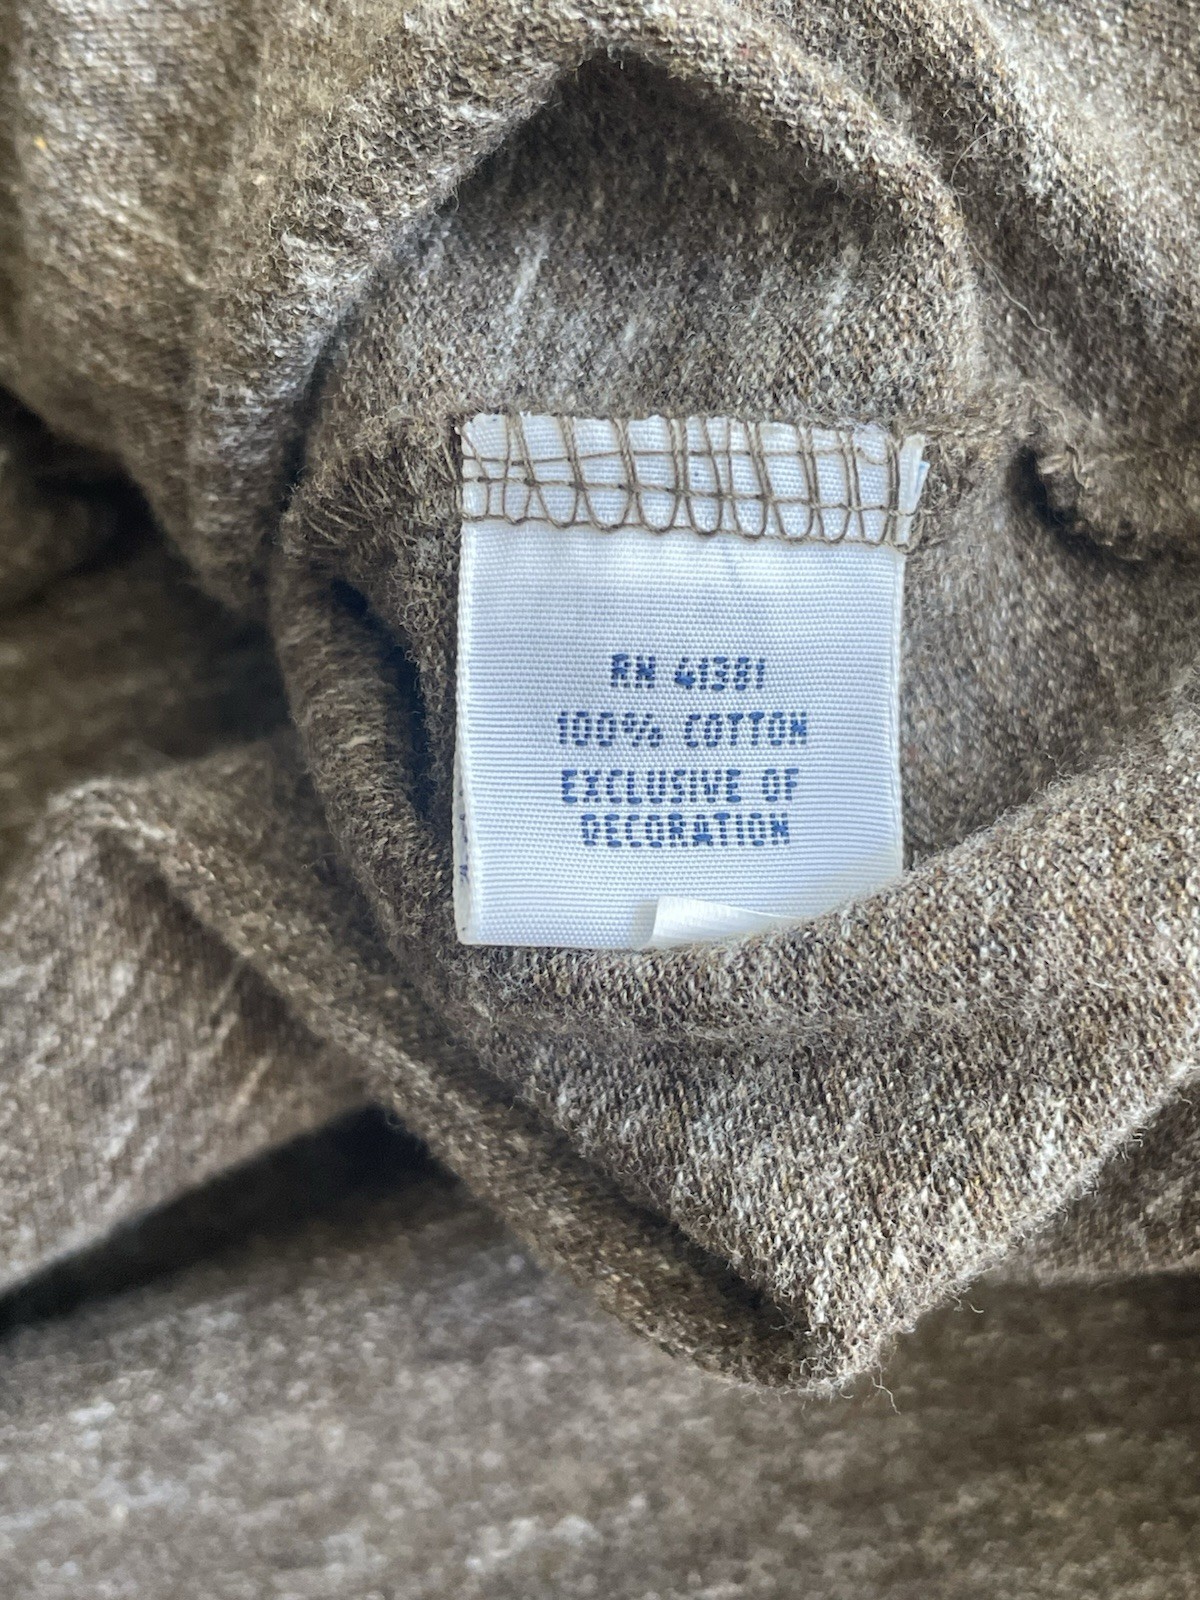 RN 41381
100% COTTON
EXCLUSIVE OF
DECORATION